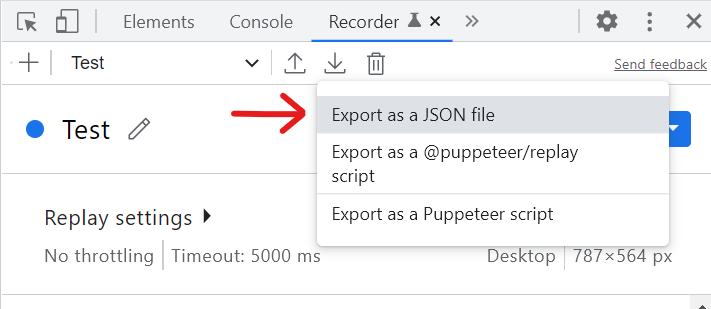 Elements Console Recorder
Test
Send feedback
Test
Export as a JSON file
Export as a @puppeteer/replay
script
Export as a Puppeteer script
Replay settings
No throttling Timeout: 5000 ms Desktop 787×564 px